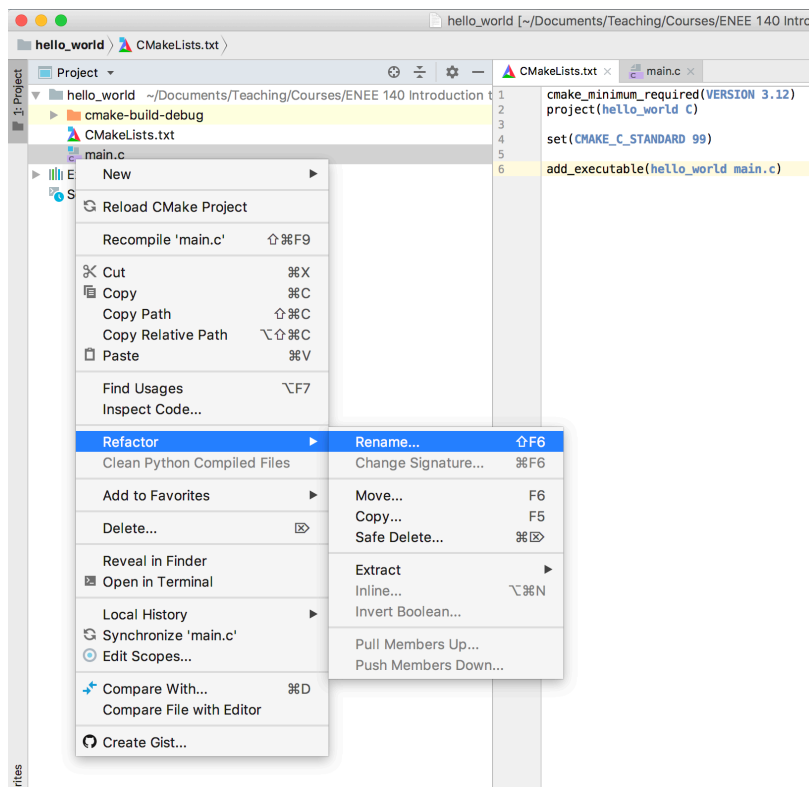 hello_world [~/Documents/Teaching/Courses/ENEE 140 Intro
hello_world CMakeLists.txt
1: Project
Project
CMakeLists.txt
main.c
hello_world ~/Documents/Teaching/Courses/ENEE 140 Introduction t
cmake-build-debug
CMakeLists.txt
main.c
E
S
New
Reload CMake Project
Recompile 'main.c' ⇧⌘F9
Cut ⌘X
Copy ⌘C
Copy Path ⇧⌘C
Copy Relative Path ⌥⇧⌘C
Paste ⌘V
Find Usages ⌥F7
Inspect Code...
Refactor
Clean Python Compiled Files
Add to Favorites
Delete... ⌦
Reveal in Finder
Open in Terminal
Local History
Synchronize 'main.c'
Edit Scopes...
Compare With... ⌘D
Compare File with Editor
Create Gist...
Rename... ⇧F6
Change Signature... ⌘F6
Move... F6
Copy... F5
Safe Delete... ⌘⌦
Extract
Inline... ⌥⌘N
Invert Boolean...
Pull Members Up...
Push Members Down...
1 cmake_minimum_required(VERSION 3.12)
2 project(hello_world C)
3
4 set(CMAKE_C_STANDARD 99)
5
6 add_executable(hello_world main.c)
rites